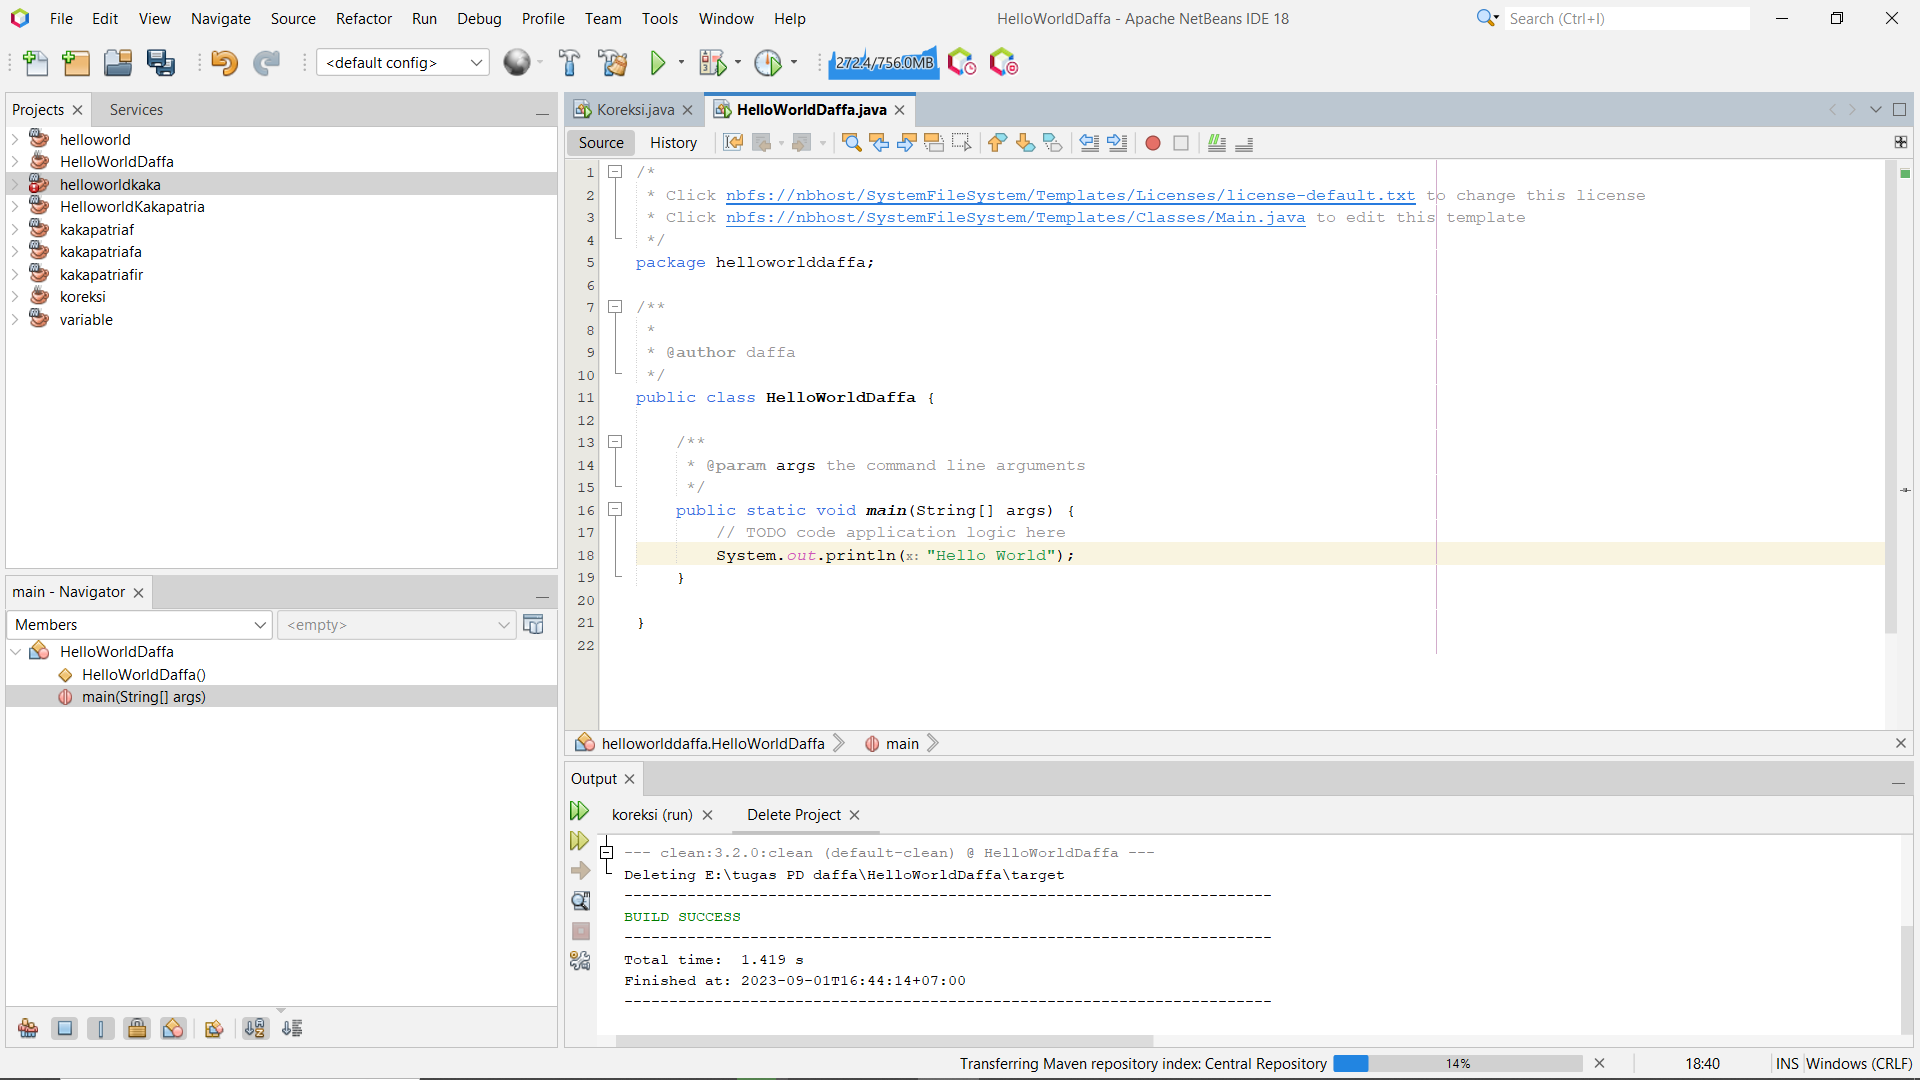 File Edit View Navigate Source Refactor Run Debug Profile Team Tools Window Help
HelloWorldDaffa - Apache NetBeans IDE 18
Search (Ctrl+I)
<default config>
272.4/756.0MB
Projects
Services
helloworld
HelloWorldDaffa
helloworldkaka
HelloworldKakapatria
kakapatriaf
kakapatriafa
kakapatriafir
koreksi
variable
main - Navigator
Members
<empty>
HelloWorldDaffa
HelloWorldDaffa()
main(String[] args)
Koreksi.java
HelloWorldDaffa.java
Source History
1 /*
2 * Click nbfs://nbhost/SystemFileSystem/Templates/Licenses/license-default.txt to change this license
3 * Click nbfs://nbhost/SystemFileSystem/Templates/Classes/Main.java to edit this template
4 */
5 package helloworlddaffa;
6
7 /**
8 *
9 * @author daffa
10 */
11 public class HelloWorldDaffa {
12
13 /**
14 * @param args the command line arguments
15 */
16 public static void main(String[] args) {
17 // TODO code application logic here
18 System.out.println(x: "Hello World");
19 }
20
21 }
22
helloworlddaffa.HelloWorldDaffa
main
Output
koreksi (run)
Delete Project
--- clean:3.2.0:clean (default-clean) @ HelloWorldDaffa ---
Deleting E:\tugas PD daffa\HelloWorldDaffa\target
------------------------------------------------------------------------
BUILD SUCCESS
------------------------------------------------------------------------
Total time: 1.419 s
Finished at: 2023-09-01T16:44:14+07:00
------------------------------------------------------------------------
Transferring Maven repository index: Central Repository
14%
18:40
INS
Windows (CRLF)